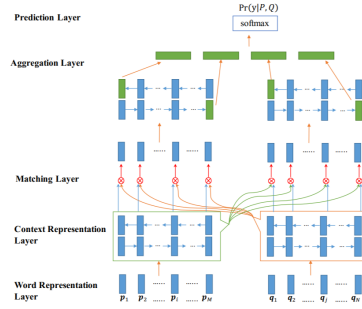 Pr(y|P, Q)
Prediction Layer
softmax
Aggregation Layer
...... ......
Matching Layer
Context Representation
Layer
Word Representation
Layer
p1 p2 ...... pi ...... pM
q1 q2 ...... qj ...... qN